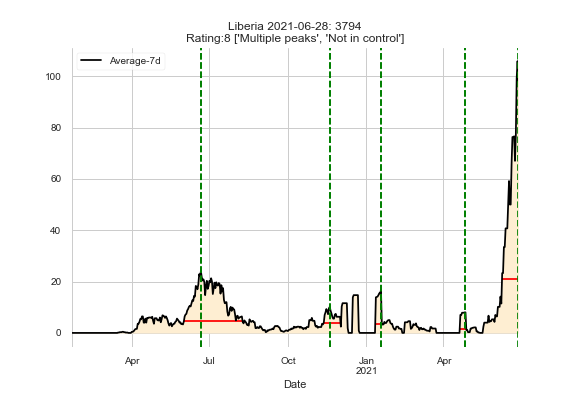 Liberia 2021-06-28: 3794
Rating:8 ['Multiple peaks', 'Not in control']
Average-7d
100
80
60
40
20
0
Apr
Jul
Oct
Jan
2021
Apr
Date